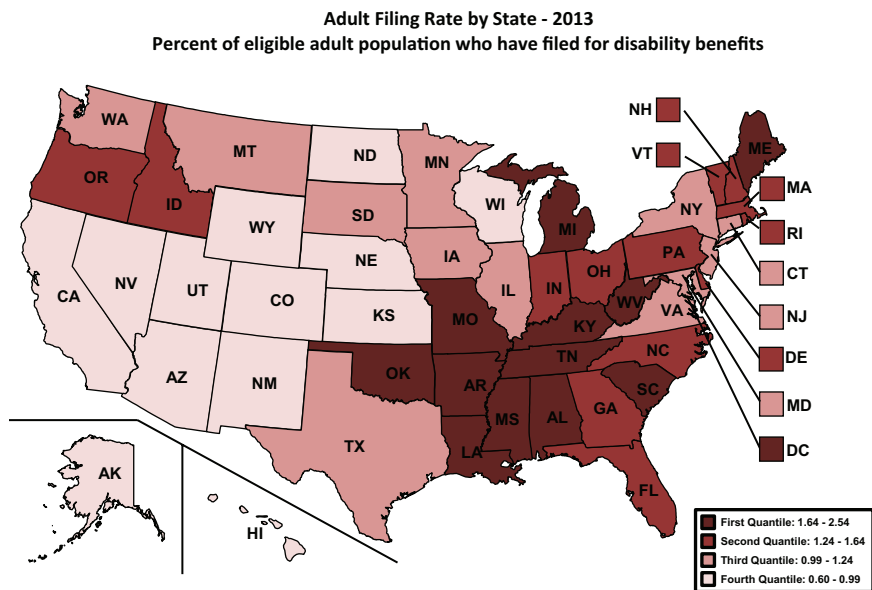 Adult Filing Rate by State - 2013
Percent of eligible adult population who have filed for disability benefits
NH
VT
ME
WA
MT
ND
MN
OR
ID
SD
WI
MI
NY
MA
RI
WY
IA
PA
CT
NE
IL
IN
OH
NV
UT
CO
CA
KS
MO
WV
VA
KY
NJ
AZ
NM
OK
AR
TN
NC
DE
SC
MS
AL
GA
MD
TX
LA
DC
AK
FL
HI
First Quantile: 1.64 - 2.54
Second Quantile: 1.24 - 1.64
Third Quantile: 0.99 - 1.24
Fourth Quantile: 0.60 - 0.99